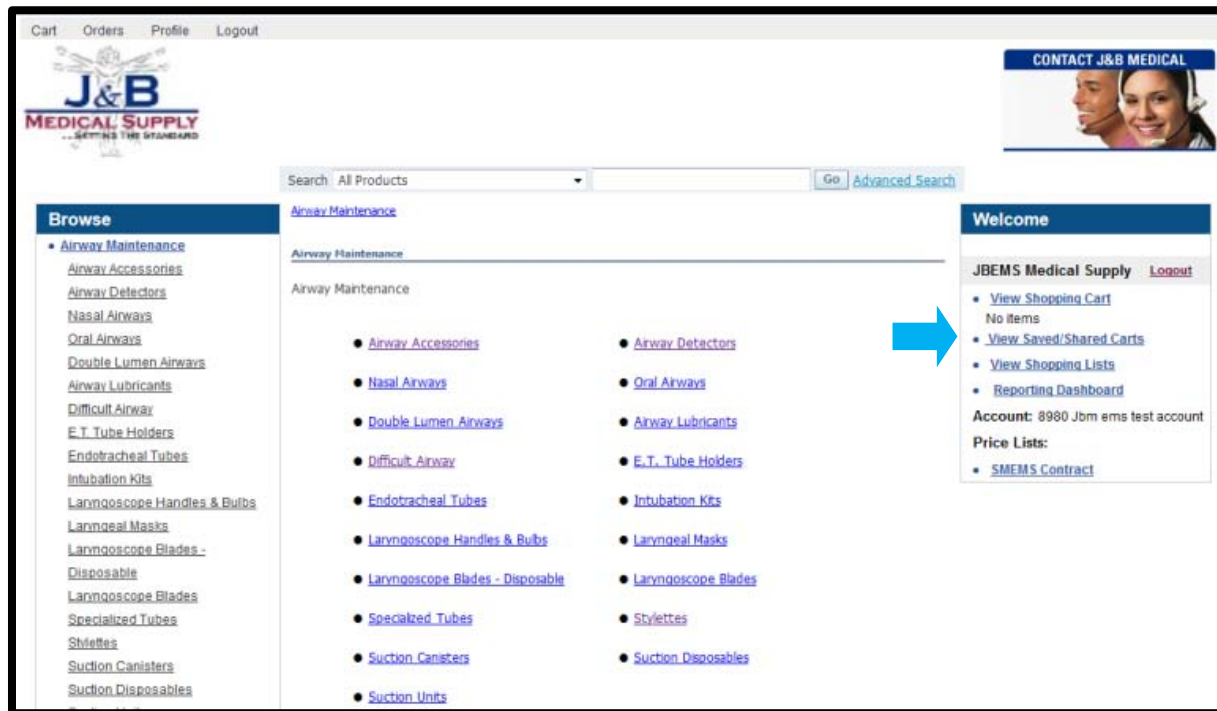 Cart Orders Profile Logout
J&B
MEDICAL SUPPLY
...SETTING THE STANDARD
CONTACT J&B MEDICAL
Search All Products Go Advanced Search
Browse
Airway Maintenance
Airway Accessories
Airway Detectors
Nasal Airways
Oral Airways
Double Lumen Airways
Airway Lubricants
Difficult Airway
E.T. Tube Holders
Endotracheal Tubes
Intubation Kits
Laryngoscope Handles & Bulbs
Laryngeal Masks
Laryngoscope Blades -
Disposable
Laryngoscope Blades
Specialized Tubes
Stylettes
Suction Canisters
Suction Disposables
Airway Maintenance
Airway Maintenance
Airway Maintenance
Airway Accessories
Airway Detectors
Nasal Airways
Oral Airways
Double Lumen Airways
Airway Lubricants
Difficult Airway
E.T. Tube Holders
Endotracheal Tubes
Intubation Kits
Laryngoscope Handles & Bulbs
Laryngeal Masks
Laryngoscope Blades - Disposable
Laryngoscope Blades
Specialized Tubes
Stylettes
Suction Canisters
Suction Disposables
Suction Units
Welcome
JBEMS Medical Supply Logout
View Shopping Cart
No items
View Saved/Shared Carts
View Shopping Lists
Reporting Dashboard
Account: 8980 Jbm ems test account
Price Lists:
SMEMS Contract